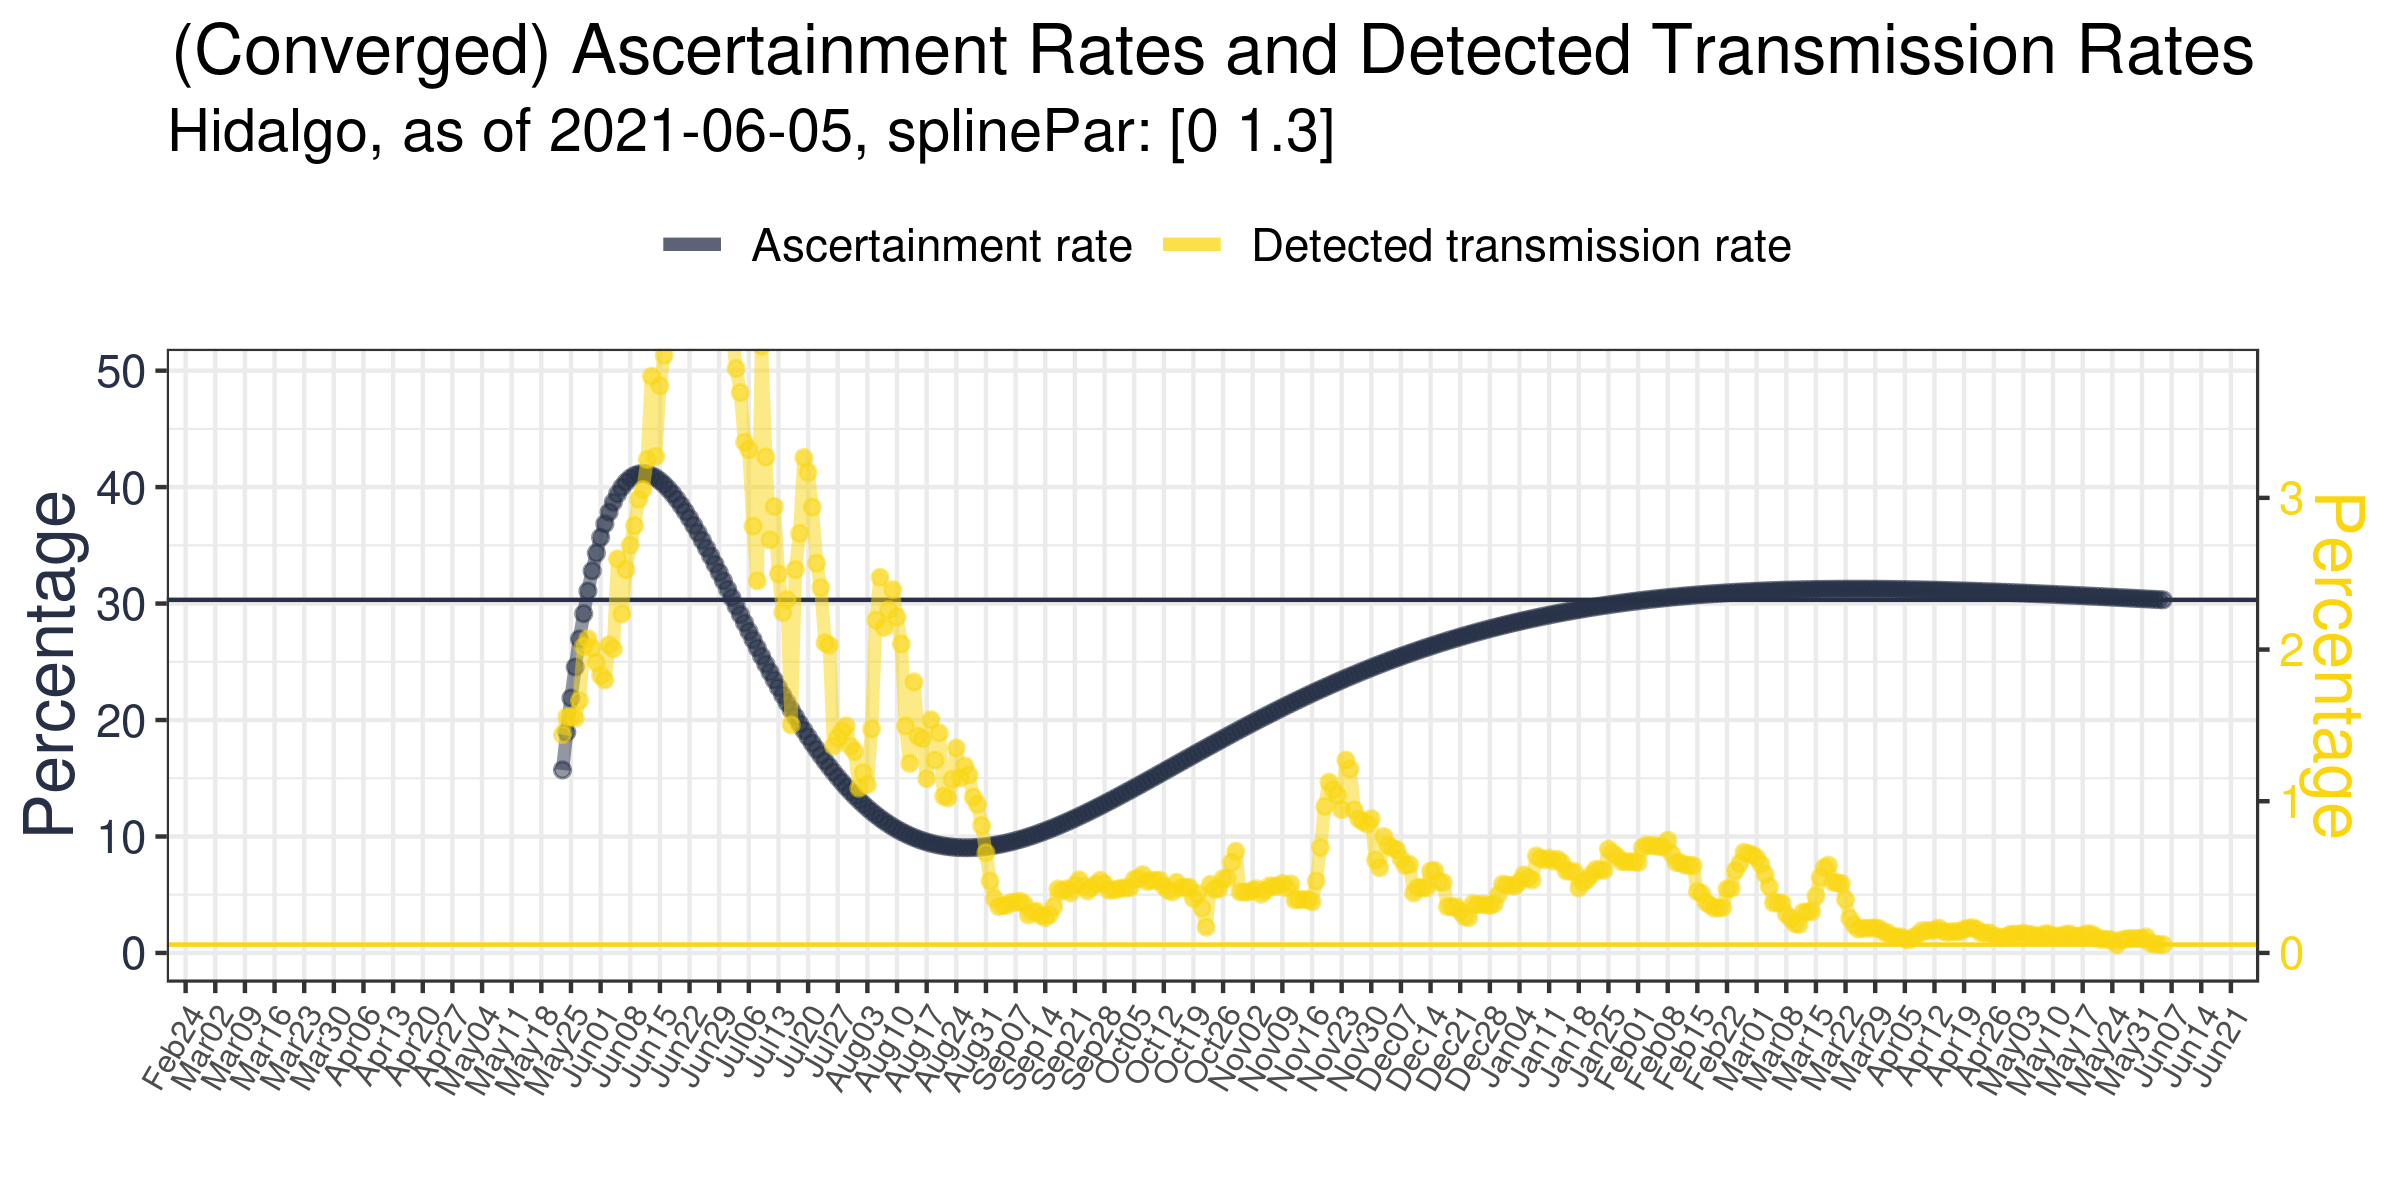 (Converged) Ascertainment Rates and Detected Transmission Rates
Hidalgo, as of 2021-06-05, splinePar: [0 1.3]
Ascertainment rate Detected transmission rate
Percentage
50
40
30
20
10
0
3
2
1
0
Percentage
Feb24 Mar02 Mar09 Mar16 Mar23 Mar30 Apr06 Apr13 Apr20 Apr27 May04 May11 May18 May25 Jun01 Jun08 Jun15 Jun22 Jun29 Jul06 Jul13 Jul20 Jul27 Aug03 Aug10 Aug17 Aug24 Aug31 Sep07 Sep14 Sep21 Sep28 Oct05 Oct12 Oct19 Oct26 Nov02 Nov09 Nov16 Nov23 Nov30 Dec07 Dec14 Dec21 Dec28 Jan04 Jan11 Jan18 Jan25 Feb01 Feb08 Feb15 Feb22 Mar01 Mar08 Mar15 Mar22 Mar29 Apr05 Apr12 Apr19 Apr26 May03 May10 May17 May24 May31 Jun07 Jun14 Jun21